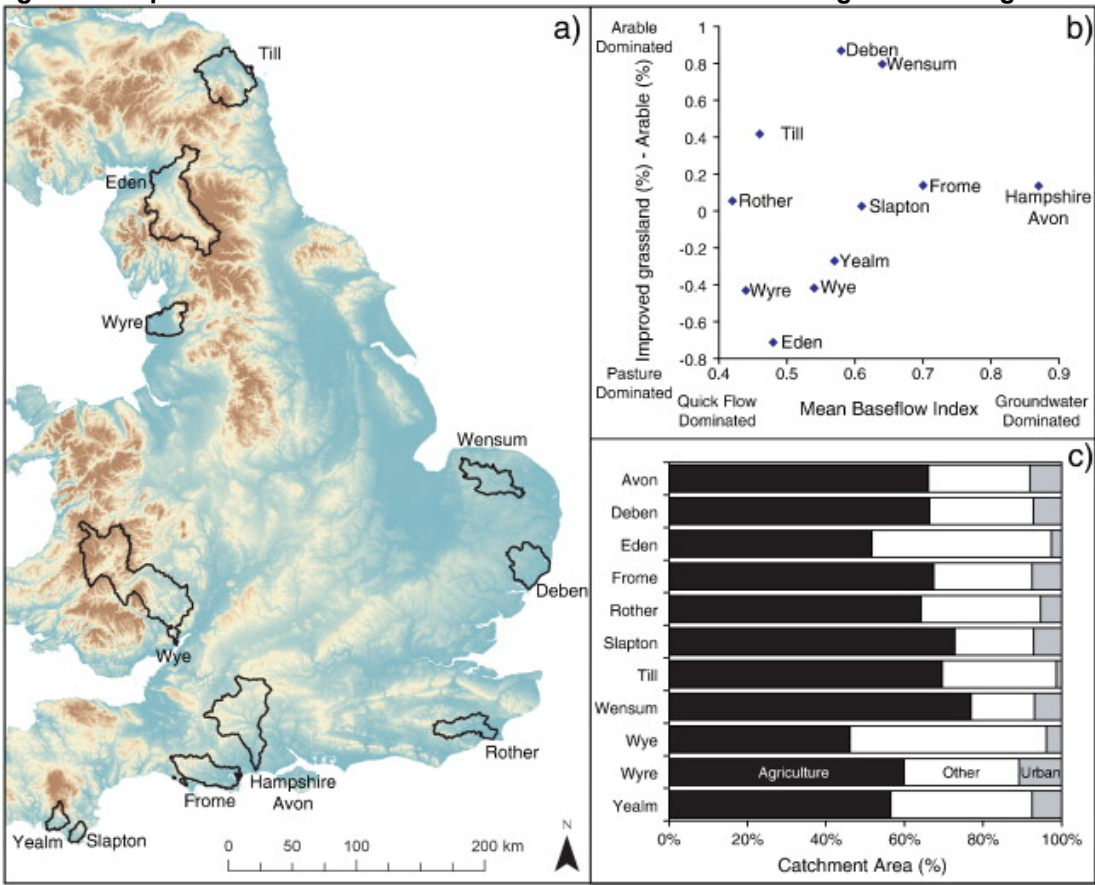 a)
Till
Eden
Wyre
Wensum
Deben
Wye
Rother
Hampshire
Avon
Frome
Yealm
Slapton
N
0 50 100 200 km
b)
Arable
Dominated
Improved grassland (%) - Arable (%)
1
0.8
0.6
0.4
0.2
0
-0.2
-0.4
-0.6
-0.8
Deben
Wensum
Till
Frome
Rother
Slapton
Hampshire
Avon
Yealm
Wyre
Wye
Eden
Pasture
Dominated
0.4 0.5 0.6 0.7 0.8 0.9
Quick Flow
Dominated
Mean Baseflow Index
Groundwater
Dominated
c)
Avon
Deben
Eden
Frome
Rother
Slapton
Till
Wensum
Wye
Wyre Agriculture Other Urban
Yealm
0% 20% 40% 60% 80% 100%
Catchment Area (%)